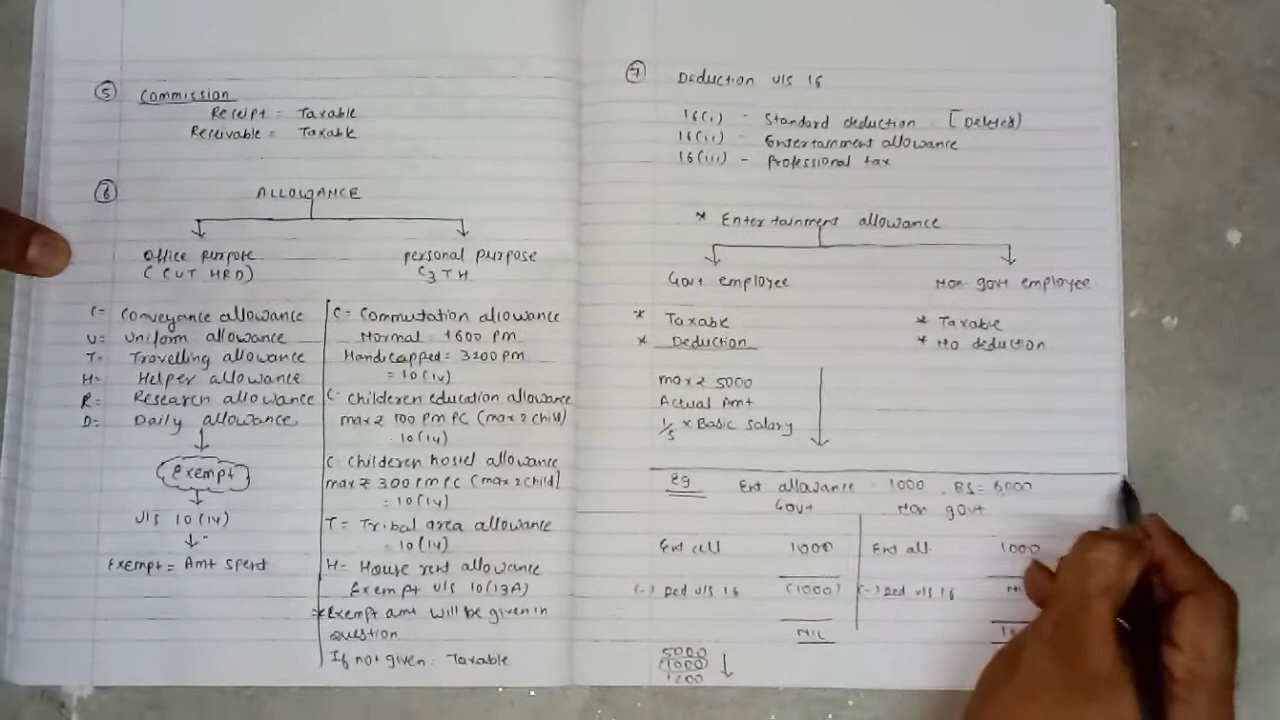 5 Commission
Receipt = Taxable
Receivable = Taxable
6 ALLOWANCE
Office purpose
(CUT HRD)
personal purpose
C3 TH
C= Conveyance allowance
U= Uniform allowance
T= Travelling allowance
H= Helper allowance
R= Research allowance
D= Daily allowance
Exempt
U/S 10(14)
Exempt = Amt spent
C= Commutation allowance
Normal = 1600 PM
Handicapped = 3200 PM
= 10(14)
C= childeren education allowance
max ₹ 100 PM PC (max 2 child)
10(14)
C= childeren hostel allowance
max ₹ 300 PM PC (max 2 child]
= 10(14)
T= Tribal area allowance
= 10(14)
H= House rent allowance
Exempt U/S 10(13A)
*Exempt amt will be given in
question
If not given = Taxable
7 Deduction U/S 16
16(i) - Standard deduction [Deleted)
16(ii) - Entertainment allowance
16(iii) - Professional tax
* Entertainment allowance
Govt employee
Non govt employee
* Taxable
* Deduction
* Taxable
* No deduction
max ₹ 5000
Actual Amt
1/5 × Basic salary
eg Ent allowance 1000, BS = 6000
Govt Non govt
Ent all 1000 Ent all 1000
(-) Ded U/S 16 (1000) (-) Ded U/S 16
NIL
5000
(1000)
1200